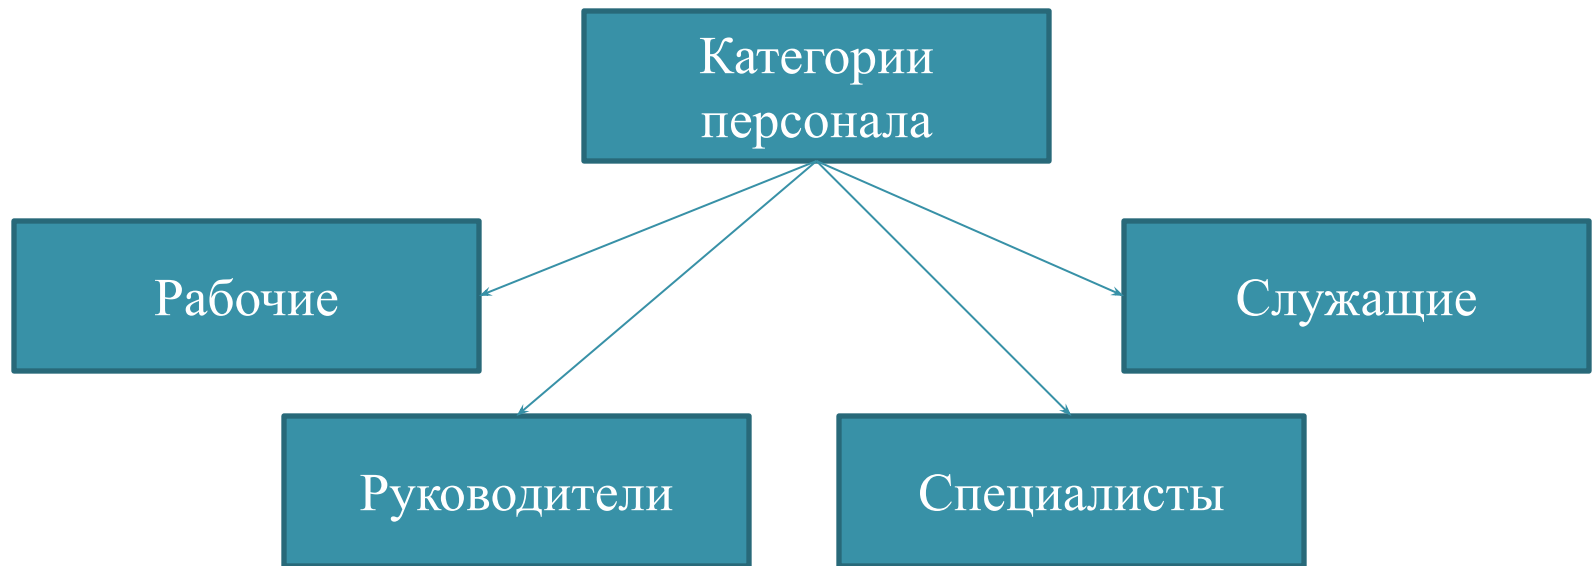 Категории
персонала
Рабочие
Служащие
Руководители
Специалисты